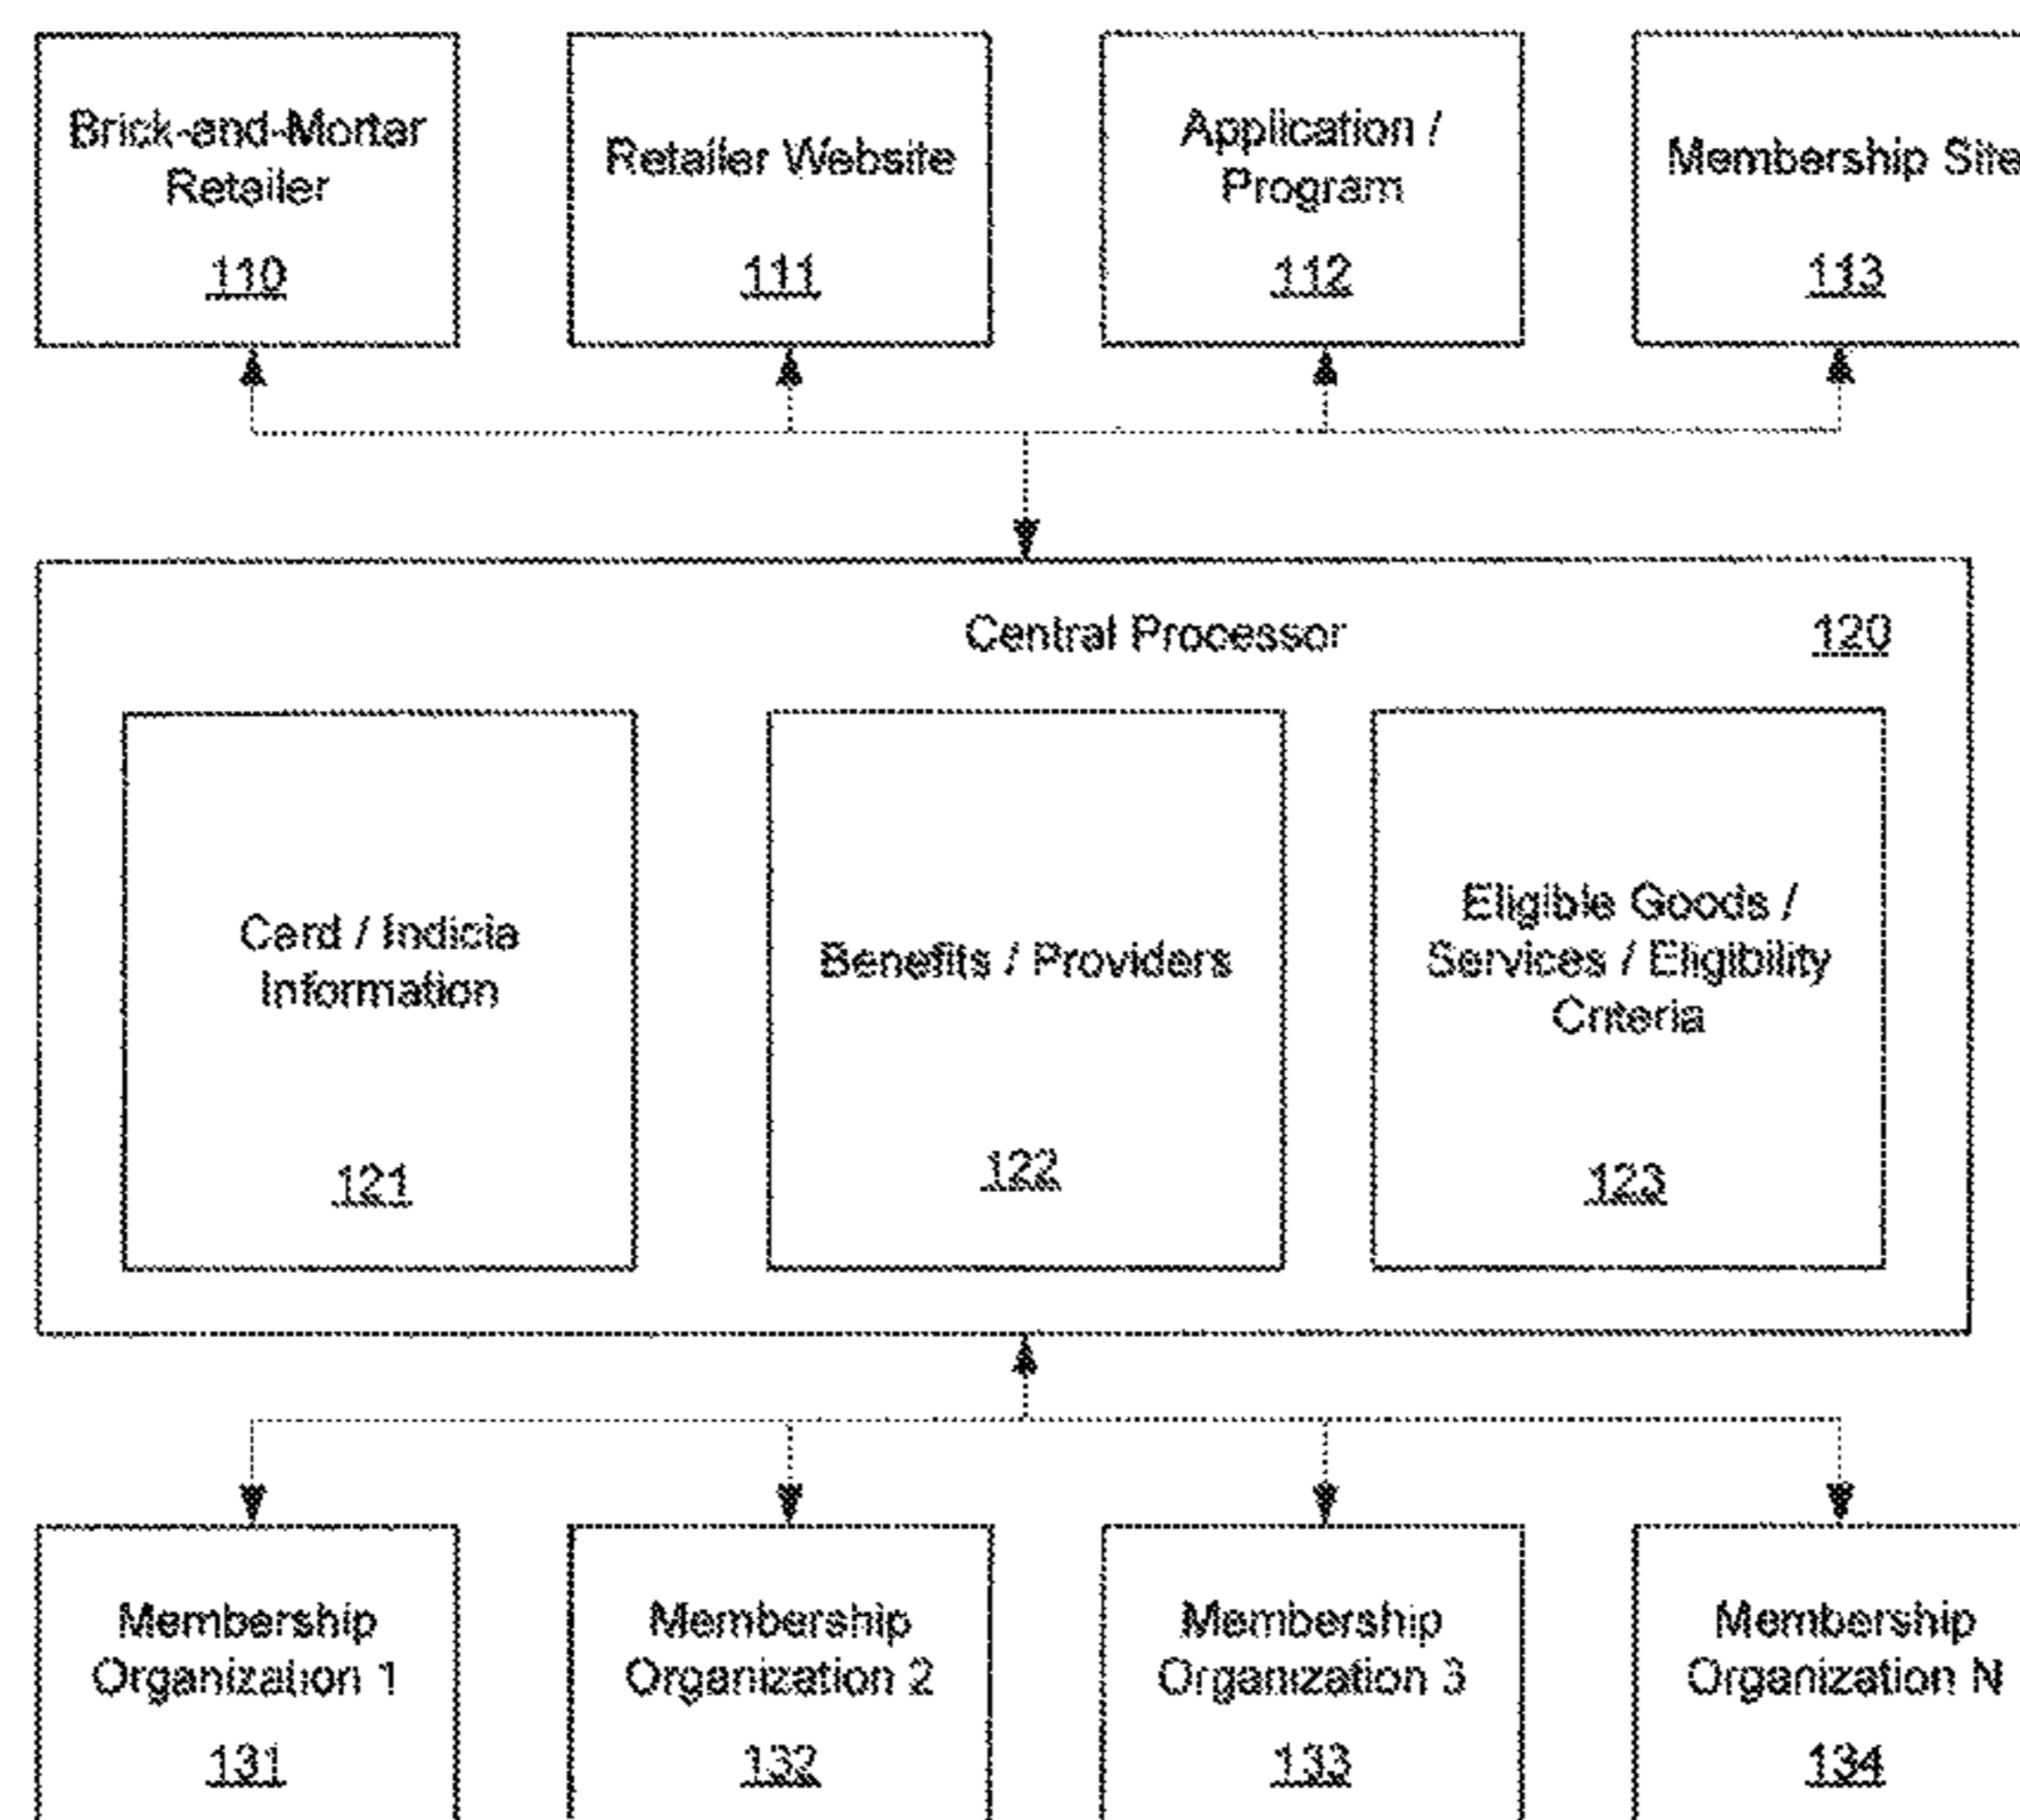 Brick-and-Mortar
Retailer
110
Retailer Website
111
Application /
Program
112
Membership Site
113
Central Processor
120
Card / Indicia
Information
121
Benefits / Providers
122
Eligible Goods /
Services / Eligibility
Criteria
123
Membership
Organization 1
131
Membership
Organization 2
132
Membership
Organization 3
133
Membership
Organization N
134